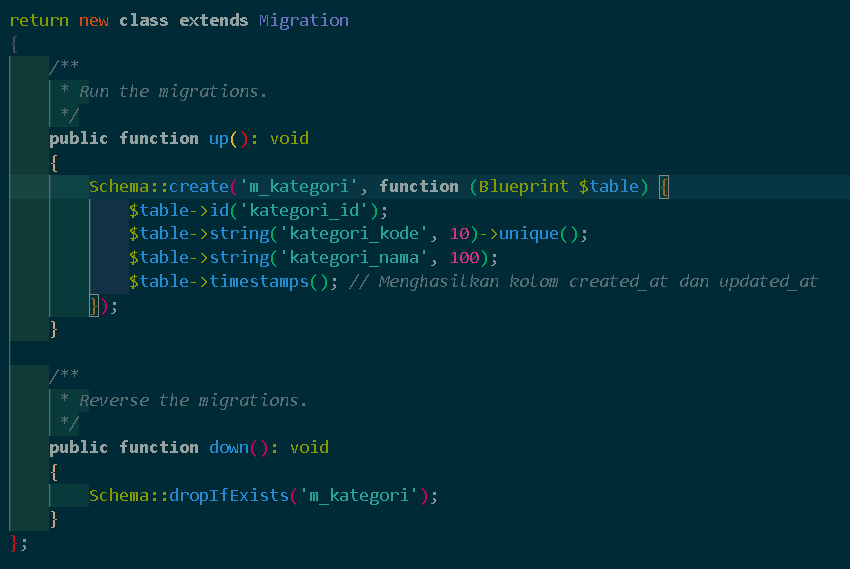 return new class extends Migration
{
    /**
     * Run the migrations.
     */
    public function up(): void
    {
        Schema::create('m_kategori', function (Blueprint $table) {
            $table->id('kategori_id');
            $table->string('kategori_kode', 10)->unique();
            $table->string('kategori_nama', 100);
            $table->timestamps(); // Menghasilkan kolom created_at dan updated_at
        });
    }

    /**
     * Reverse the migrations.
     */
    public function down(): void
    {
        Schema::dropIfExists('m_kategori');
    }
};